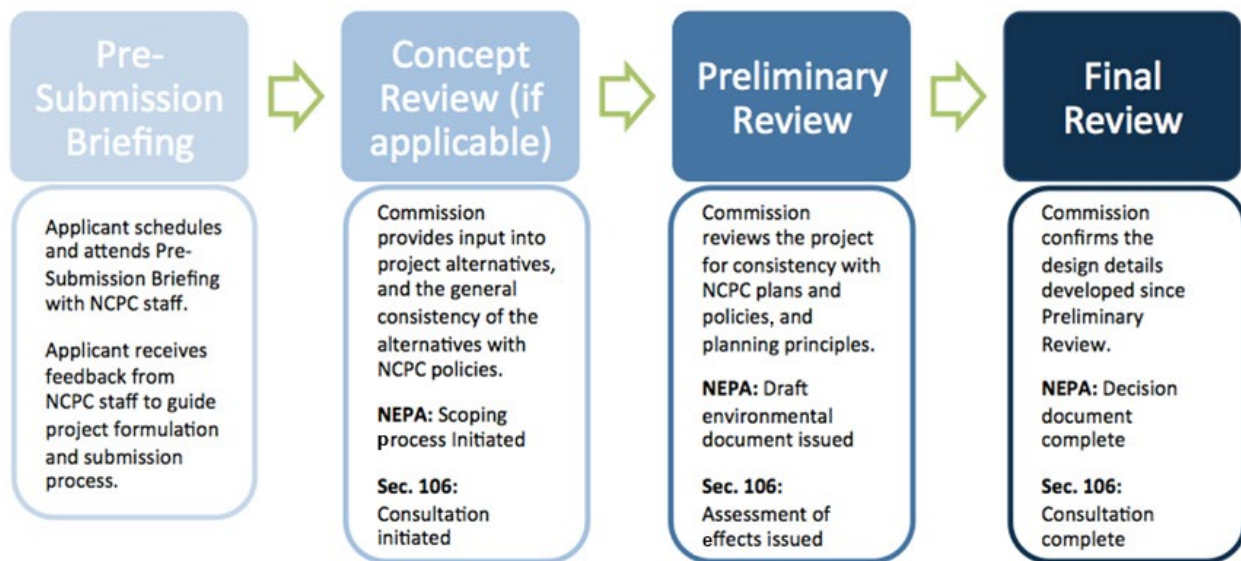 Pre-
Submission
Briefing
Applicant schedules
and attends Pre-
Submission Briefing
with NCPC staff.
Applicant receives
feedback from
NCPC staff to guide
project formulation
and submission
process.
Concept
Review (if
applicable)
Commission
provides input into
project alternatives,
and the general
consistency of the
alternatives with
NCPC policies.
NEPA: Scoping
process Initiated
Sec. 106:
Consultation
initiated
Preliminary
Review
Commission
reviews the project
for consistency with
NCPC plans and
policies, and
planning principles.
NEPA: Draft
environmental
document issued
Sec. 106:
Assessment of
effects issued
Final
Review
Commission
confirms the
design details
developed since
Preliminary
Review.
NEPA: Decision
document
complete
Sec. 106:
Consultation
complete